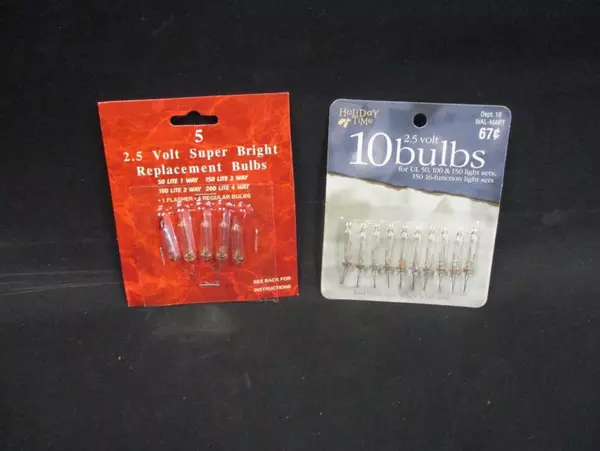 5
2.5 Volt Super Bright
Replacement Bulbs
50 LITE 1 WAY 150 LITE 3 WAY
100 LITE 2 WAY 200 LITE 4 WAY
• 1 FLASHER • 4 REGULAR BULBS
SEE BACK FOR
INSTRUCTIONS
HOLiDAY
TiME
Dept. 18
WAL-MART
67¢
2.5 volt
10 bulbs
for UL 50, 100 & 150 light sets,
150 16-function light sets